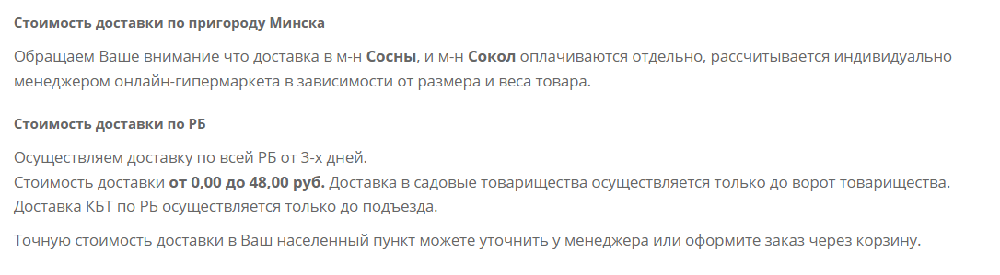 Стоимость доставки по пригороду Минска
Обращаем Ваше внимание что доставка в м-н Сосны, и м-н Сокол оплачиваются отдельно, рассчитывается индивидуально
менеджером онлайн-гипермаркета в зависимости от размера и веса товара.
Стоимость доставки по РБ
Осуществляем доставку по всей РБ от 3-х дней.
Стоимость доставки от 0,00 до 48,00 руб. Доставка в садовые товарищества осуществляется только до ворот товарищества.
Доставка КБТ по РБ осуществляется только до подъезда.
Точную стоимость доставки в Ваш населенный пункт можете уточнить у менеджера или оформите заказ через корзину.